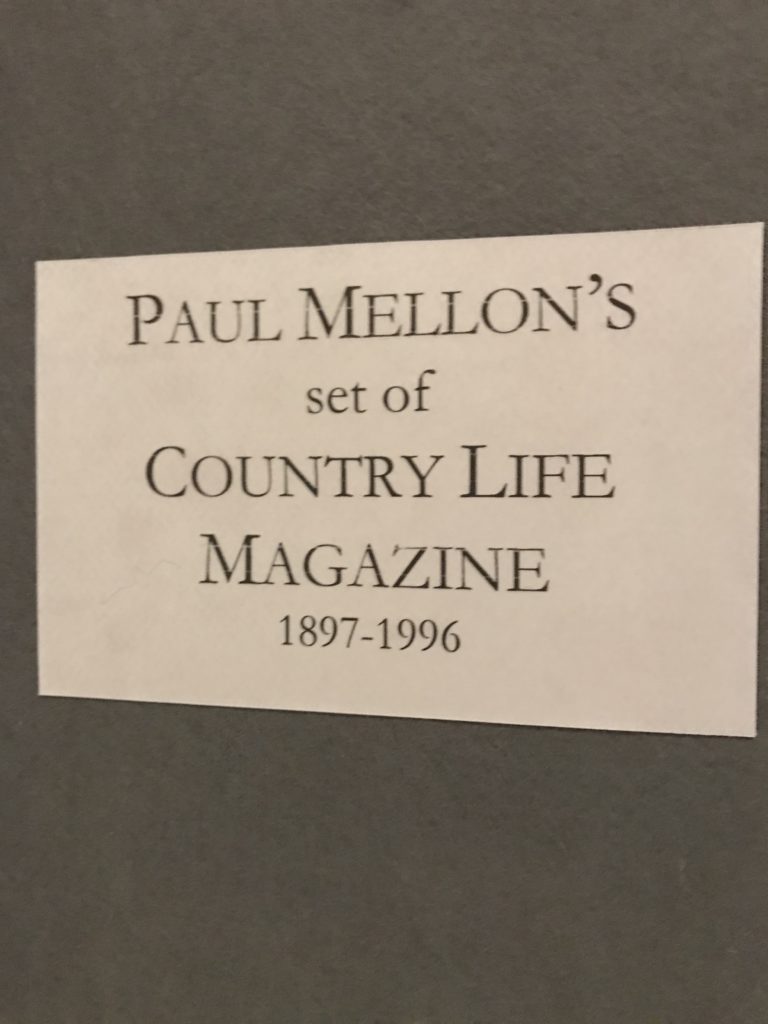 PAUL MELLON'S
set of
COUNTRY LIFE
MAGAZINE
1897-1996